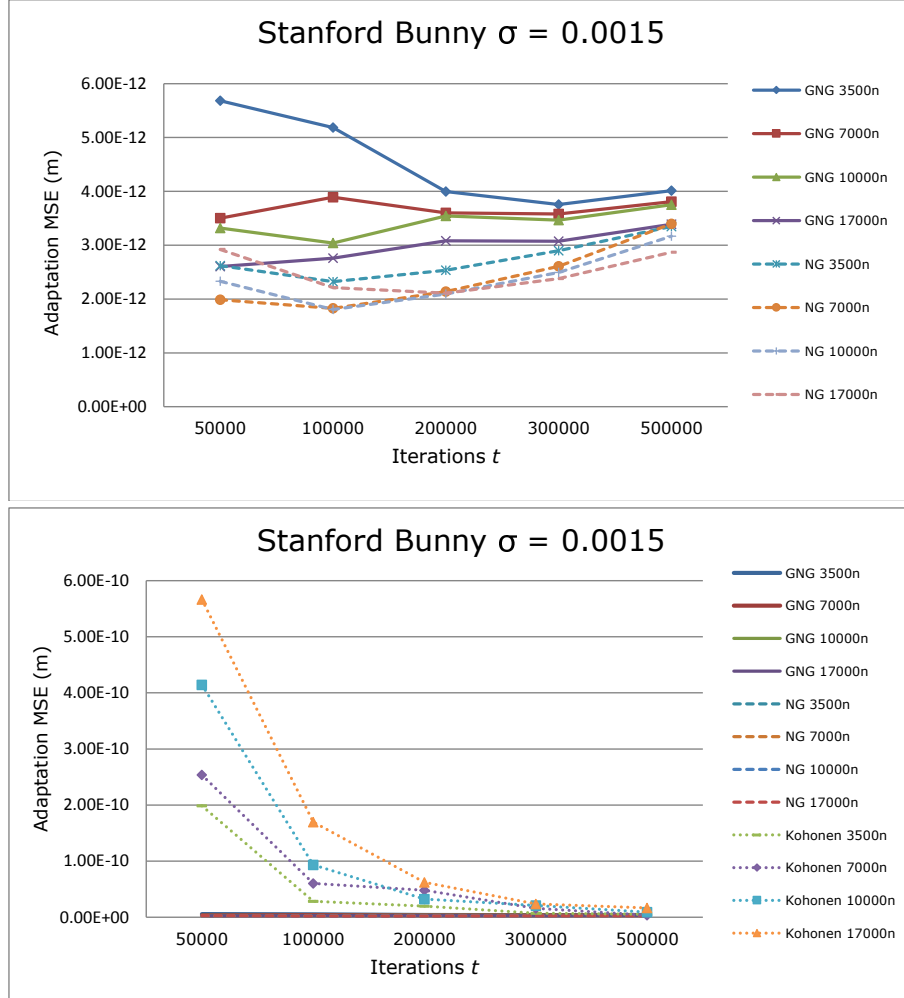 Stanford Bunny σ = 0.0015
Adaptation MSE (m)
6.00E-12
5.00E-12
4.00E-12
3.00E-12
2.00E-12
1.00E-12
0.00E+00
50000 100000 200000 300000 500000
Iterations t
GNG 3500n
GNG 7000n
GNG 10000n
GNG 17000n
NG 3500n
NG 7000n
NG 10000n
NG 17000n
Stanford Bunny σ = 0.0015
Adaptation MSE (m)
6.00E-10
5.00E-10
4.00E-10
3.00E-10
2.00E-10
1.00E-10
0.00E+00
50000 100000 200000 300000 500000
Iterations t
GNG 3500n
GNG 7000n
GNG 10000n
GNG 17000n
NG 3500n
NG 7000n
NG 10000n
NG 17000n
Kohonen 3500n
Kohonen 7000n
Kohonen 10000n
Kohonen 17000n